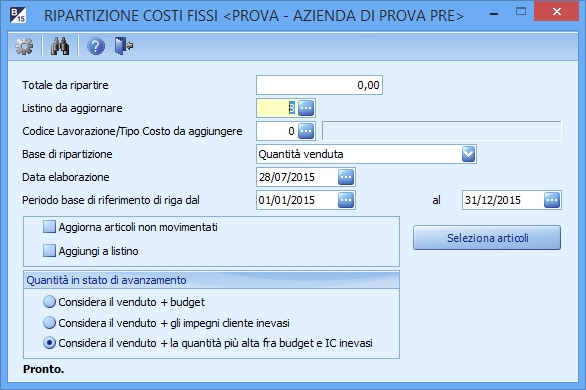 B 15 RIPARTIZIONE COSTI FISSI <PROVA - AZIENDA DI PROVA PRE>
Totale da ripartire 0,00
Listino da aggiornare 3
Codice Lavorazione/Tipo Costo da aggiungere 0
Base di ripartizione Quantità venduta
Data elaborazione 28/07/2015
Periodo base di riferimento di riga dal 01/01/2015 al 31/12/2015
Aggiorna articoli non movimentati
Aggiungi a listino
Seleziona articoli
Quantità in stato di avanzamento
Considera il venduto + budget
Considera il venduto + gli impegni cliente inevasi
Considera il venduto + la quantità più alta fra budget e IC inevasi
Pronto.